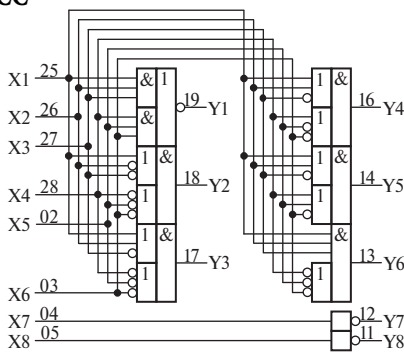 X1 25 & 1 19 Y1 1 16 Y4
X2 26 &
X3 27 1 & 18 Y2 1 & 14 Y5
X4 28 1 1
X5 02 1 & 17 Y3 & 13 Y6
X6 03 1 1
X7 04 12 Y7
X8 05 11 Y8